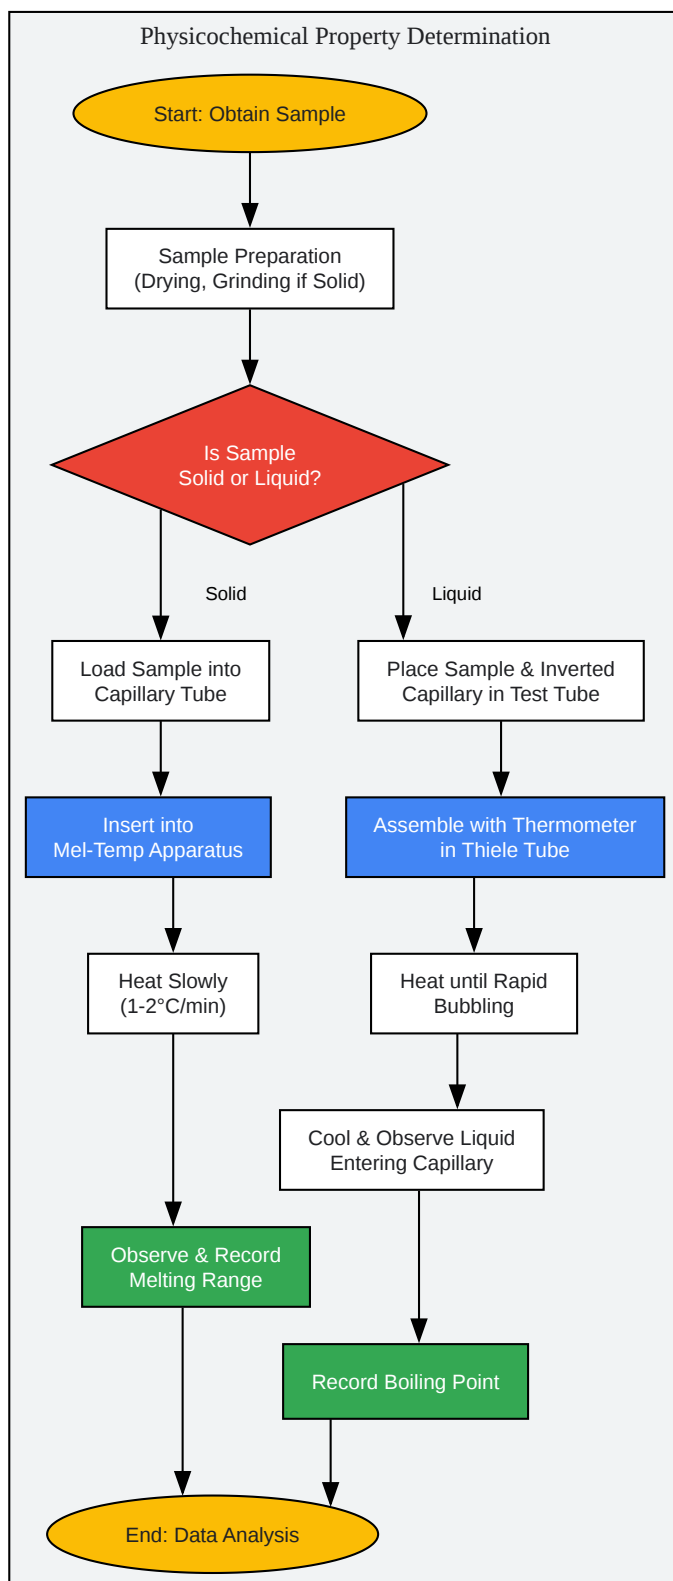 Physicochemical Property Determination
Start: Obtain Sample
Sample Preparation
(Drying, Grinding if Solid)
Is Sample
Solid or Liquid?
Solid
Liquid
Load Sample into
Capillary Tube
Place Sample & Inverted
Capillary in Test Tube
Insert into
Mel-Temp Apparatus
Assemble with Thermometer
in Thiele Tube
Heat Slowly
(1-2°C/min)
Heat until Rapid
Bubbling
Cool & Observe Liquid
Entering Capillary
Observe & Record
Melting Range
Record Boiling Point
End: Data Analysis